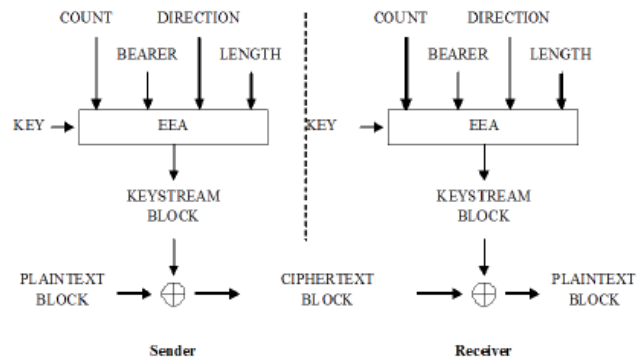 COUNT DIRECTION COUNT DIRECTION
BEARER LENGTH BEARER LENGTH
KEY EEA KEY EEA
KEYSTREAM BLOCK KEYSTREAM BLOCK
PLAINTEXT BLOCK CIPHERTEXT BLOCK PLAINTEXT BLOCK
Sender Receiver